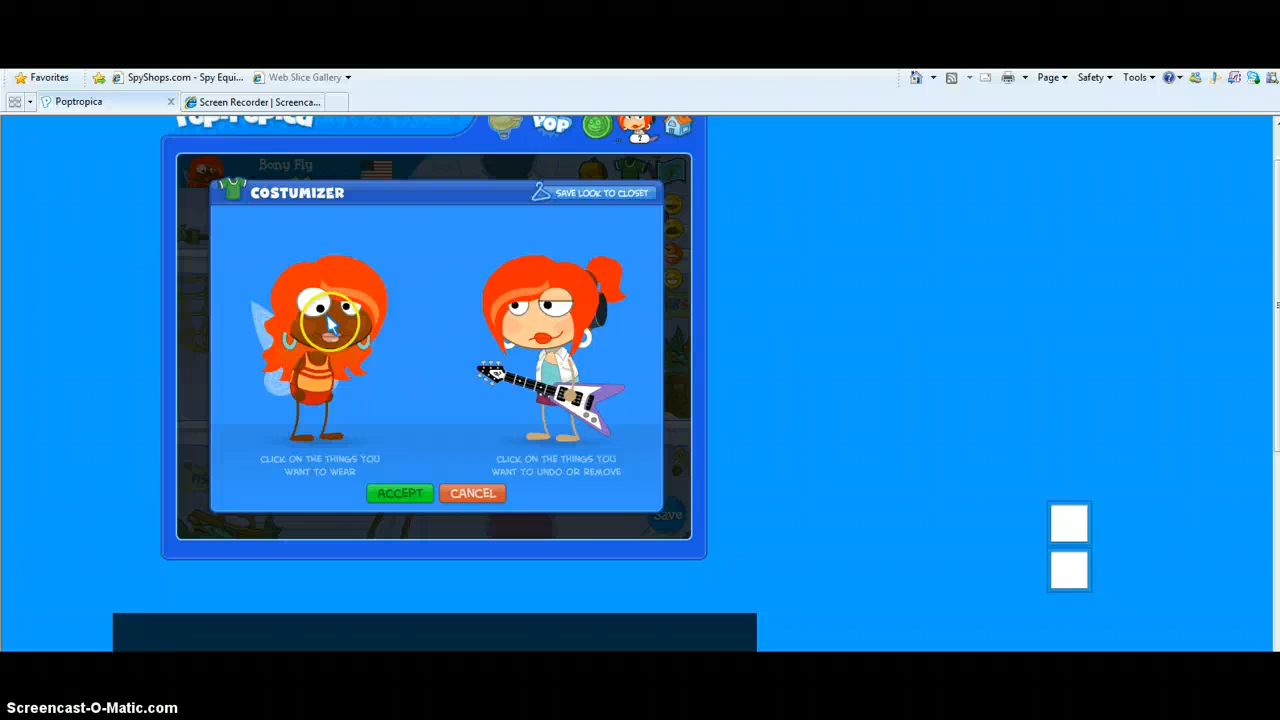 Favorites SpyShops.com - Spy Equi... Web Slice Gallery
Page Safety Tools
Poptropica Screen Recorder | Screenca...
POPTROPICA POP
Bony Fly
COSTUMIZER SAVE LOOK TO CLOSET
CLICK ON THE THINGS YOU
WANT TO WEAR
CLICK ON THE THINGS YOU
WANT TO UNDO OR REMOVE
ACCEPT CANCEL
Save
Screencast-O-Matic.com